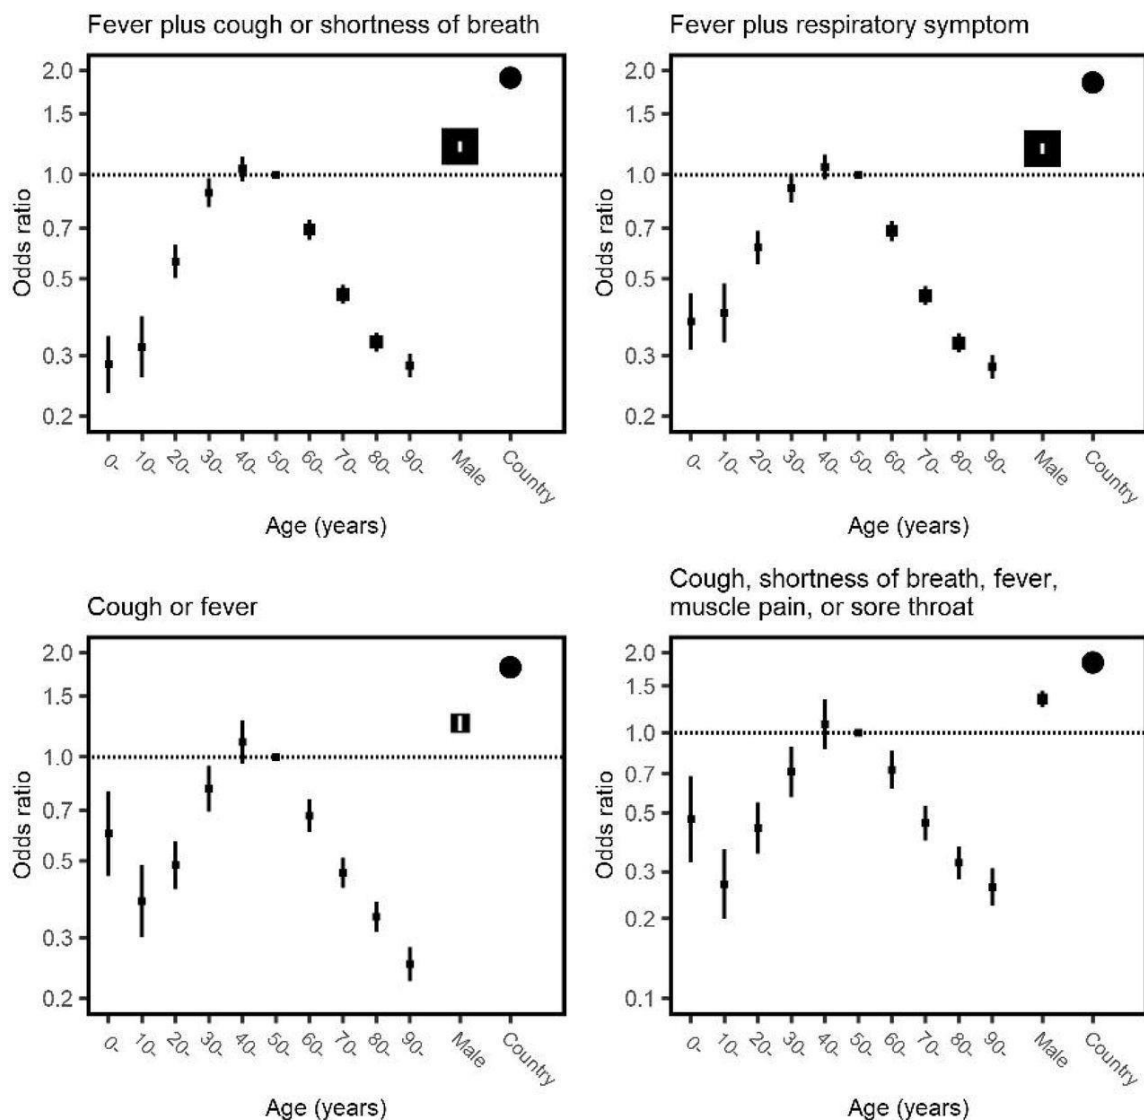 Fever plus cough or shortness of breath
Odds ratio
2.0
1.5
1.0
0.7
0.5
0.3
0.2
0- 10- 20- 30- 40- 50- 60- 70- 80- 90- Male Country
Age (years)
Fever plus respiratory symptom
Odds ratio
2.0
1.5
1.0
0.7
0.5
0.3
0.2
0- 10- 20- 30- 40- 50- 60- 70- 80- 90- Male Country
Age (years)
Cough or fever
Odds ratio
2.0
1.5
1.0
0.7
0.5
0.3
0.2
0- 10- 20- 30- 40- 50- 60- 70- 80- 90- Male Country
Age (years)
Cough, shortness of breath, fever,
muscle pain, or sore throat
Odds ratio
2.0
1.5
1.0
0.7
0.5
0.3
0.2
0.1
0- 10- 20- 30- 40- 50- 60- 70- 80- 90- Male Country
Age (years)